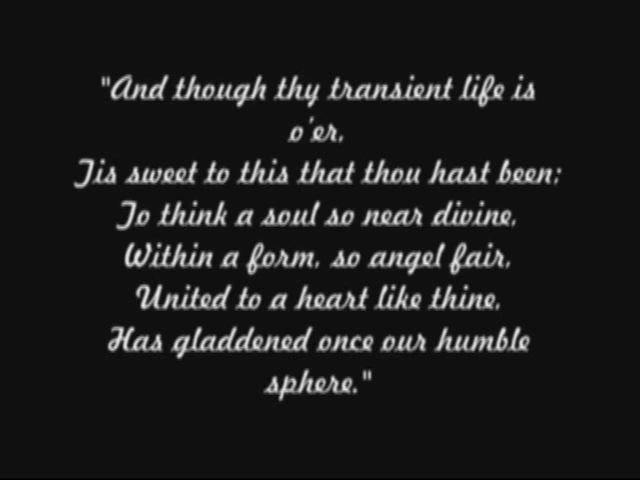 "And though thy transient life is
o'er,
Tis sweet to this that thou hast been;
To think a soul so near divine,
Within a form, so angel fair,
United to a heart like thine,
Has gladdened once our humble
sphere."